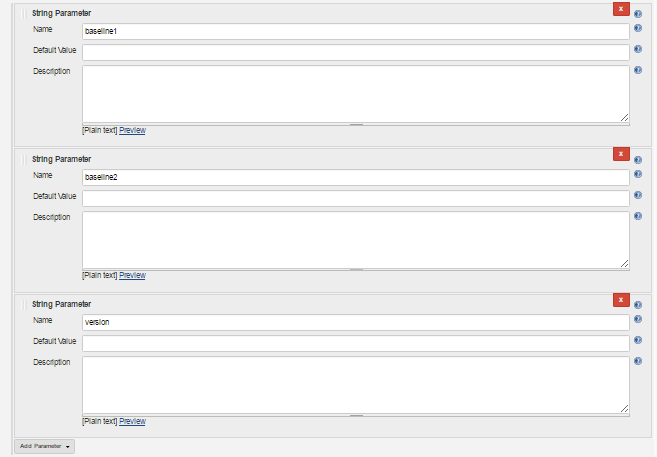 String Parameter
x
Name
baseline1
Default Value
Description
[Plain text] Preview
String Parameter
x
Name
baseline2
Default Value
Description
[Plain text] Preview
String Parameter
x
Name
version
Default Value
Description
[Plain text] Preview
Add Parameter